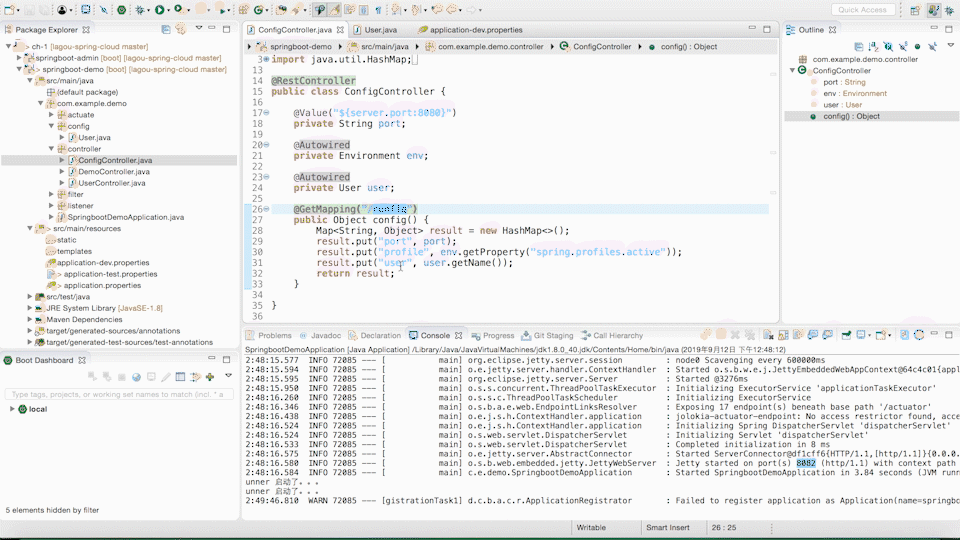 Quick Access
Package Explorer
ch-1 [lagou-spring-cloud master]
springboot-admin [boot] [lagou-spring-cloud master]
springboot-demo [boot] [lagou-spring-cloud master]
src/main/java
(default package)
com.example.demo
actuate
config
User.java
controller
ConfigController.java
DemoController.java
UserController.java
filter
listener
SpringbootDemoApplication.java
src/main/resources
static
templates
application-dev.properties
application-test.properties
application.properties
src/test/java
JRE System Library [JavaSE-1.8]
Maven Dependencies
target/generated-sources/annotations
target/generated-test-sources/test-annotations
Boot Dashboard
Type tags, projects, or working set names to match (incl. * a
local
5 elements hidden by filter
ConfigController.java
User.java
application-dev.properties
springboot-demo
src/main/java
com.example.demo.controller
ConfigController
config() : Object
3 import java.util.HashMap;
13
14 @RestController
15 public class ConfigController {
16
17 @Value("${server.port:8080}")
18 private String port;
19
20 @Autowired
21 private Environment env;
22
23 @Autowired
24 private User user;
25
26 @GetMapping("/config")
27 public Object config() {
28 Map<String, Object> result = new HashMap<>();
29 result.put("port", port);
30 result.put("profile", env.getProperty("spring.profiles.active"));
31 result.put("user", user.getName());
32 return result;
33 }
34
35 }
36
Outline
com.example.demo.controller
ConfigController
port : String
env : Environment
user : User
config() : Object
Problems
Javadoc
Declaration
Console
Progress
Git Staging
Call Hierarchy
SpringbootDemoApplication [Java Application] /Library/Java/JavaVirtualMachines/jdk1.8.0_40.jdk/Contents/Home/bin/java (2019年9月12日 下午12:48:12)
2:48:15.577 INFO 72085 --- [ main] org.eclipse.jetty.server.session : node0 Scavenging every 600000ms
2:48:15.594 INFO 72085 --- [ main] o.e.jetty.server.handler.ContextHandler : Started o.s.b.w.e.j.JettyEmbeddedWebAppContext@64c4c01{applic
2:48:15.595 INFO 72085 --- [ main] org.eclipse.jetty.server.Server : Started @3276ms
2:48:15.950 INFO 72085 --- [ main] o.s.s.concurrent.ThreadPoolTaskExecutor : Initializing ExecutorService 'applicationTaskExecutor'
2:48:16.260 INFO 72085 --- [ main] o.s.s.c.ThreadPoolTaskScheduler : Initializing ExecutorService
2:48:16.346 INFO 72085 --- [ main] o.s.b.a.e.web.EndpointLinksResolver : Exposing 17 endpoint(s) beneath base path '/actuator'
2:48:16.438 INFO 72085 --- [ main] o.e.j.s.h.ContextHandler.application : jolokia-actuator-endpoint: No access restrictor found, acce
2:48:16.524 INFO 72085 --- [ main] o.e.j.s.h.ContextHandler.application : Initializing Spring DispatcherServlet 'dispatcherServlet'
2:48:16.524 INFO 72085 --- [ main] o.s.web.servlet.DispatcherServlet : Initializing Servlet 'dispatcherServlet'
2:48:16.533 INFO 72085 --- [ main] o.s.web.servlet.DispatcherServlet : Completed initialization in 8 ms
2:48:16.579 INFO 72085 --- [ main] o.e.jetty.server.AbstractConnector : Started ServerConnector@df1cff6{HTTP/1.1,[http/1.1]}{0.0.0.
2:48:16.580 INFO 72085 --- [ main] o.s.b.web.embedded.jetty.JettyWebServer : Jetty started on port(s) 8082 (http/1.1) with context path
2:48:16.584 INFO 72085 --- [ main] c.e.demo.SpringbootDemoApplication : Started SpringbootDemoApplication in 3.84 seconds (JVM runn
unner 启动了...
unner 启动了...
2:49:46.810 WARN 72085 --- [gistrationTask1] d.c.b.a.c.r.ApplicationRegistrator : Failed to register application as Application(name=springbo
Writable
Smart Insert
26 : 25